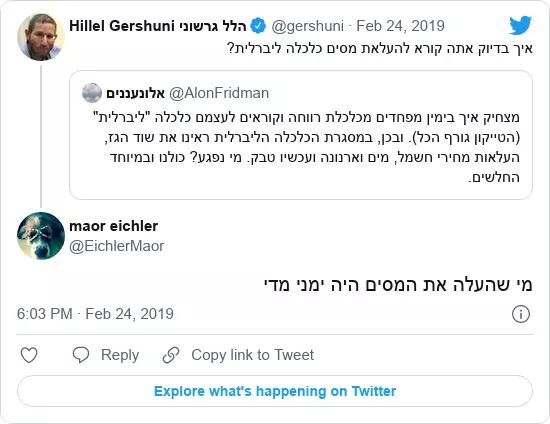 Hillel Gershuni הלל גרשוני @gershuni · Feb 24, 2019
איך בדיוק אתה קורא להעלאת מסים כלכלה ליברלית?
אלונעננים @AlonFridman
מצחיק איך בימין מפחדים מכלכלת רווחה וקוראים לעצמם כלכלה "ליברלית"
(הטייקון גורף הכל). ובכן, במסגרת הכלכלה הליברלית ראינו את שוד הגז,
העלאות מחירי חשמל, מים וארנונה ועכשיו טבק. מי נפגע? כולנו ובמיוחד
החלשים.
maor eichler
@EichlerMaor
מי שהעלה את המסים היה ימני מדי
6:03 PM · Feb 24, 2019
Reply
Copy link to Tweet
Explore what's happening on Twitter